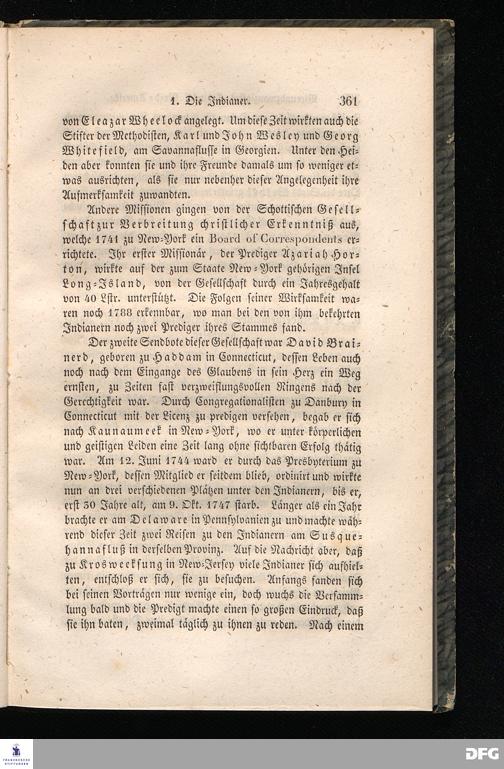 1. Die Indianer. 361
von Eleazar Wheelock angelegt. Um diese Zeit wirkten auch die
Stifter der Methodisten, Karl und John Wesley und Georg
Whitefield, am Savannaflusse in Georgien. Unter den Hei-
den aber konnten sie und ihre Freunde damals um so weniger et-
was ausrichten, als sie nur nebenher dieser Angelegenheit ihre
Aufmerksamkeit zuwandten.
Andere Missionen gingen von der Schottischen Gesell-
schaft zur Verbreitung christlicher Erkenntniß aus,
welche 1741 zu New-York ein Board of Correspondents er-
richtete. Ihr erster Missionär, der Prediger Azariah Hor-
ton, wirkte auf der zum Staate New-York gehörigen Insel
Long-Island, von der Gesellschaft durch ein Jahresgehalt
von 40 Lstr. unterstützt. Die Folgen seiner Wirksamkeit wa-
ren noch 1788 erkennbar, wo man bei den von ihm bekehrten
Indianern noch zwei Prediger ihres Stammes fand.
Der zweite Sendbote dieser Gesellschaft war David Brai-
nerd, geboren zu Haddam in Connecticut, dessen Leben auch
noch nach dem Eingange des Glaubens in sein Herz ein Weg
ernsten, zu Zeiten fast verzweiflungsvollen Ringens nach der
Gerechtigkeit war. Durch Congregationalisten zu Danbury in
Connecticut mit der Licenz zu predigen versehen, begab er sich
nach Kaunaumeek in New-York, wo er unter körperlichen
und geistigen Leiden eine Zeit lang ohne sichtbaren Erfolg thätig
war. Am 12. Juni 1744 ward er durch das Presbyterium zu
New-York, dessen Mitglied er seitdem blieb, ordinirt und wirkte
nun an drei verschiedenen Plätzen unter den Indianern, bis er,
erst 30 Jahre alt, am 9. Okt. 1747 starb. Länger als ein Jahr
brachte er am Delaware in Pennsylvanien zu und machte wäh-
rend dieser Zeit zwei Reisen zu den Indianern am Susque-
hannafluß in derselben Provinz. Auf die Nachricht aber, daß
zu Krosweeksung in New-Jersey viele Indianer sich aufhiel-
ten, entschloß er sich, sie zu besuchen. Anfangs fanden sich
bei seinen Vorträgen nur wenige ein, doch wuchs die Versamm-
lung bald und die Predigt machte einen so großen Eindruck, daß
sie ihn baten, zweimal täglich zu ihnen zu reden. Nach einem
FRANCKESCHE
STIFTUNGEN
DFG